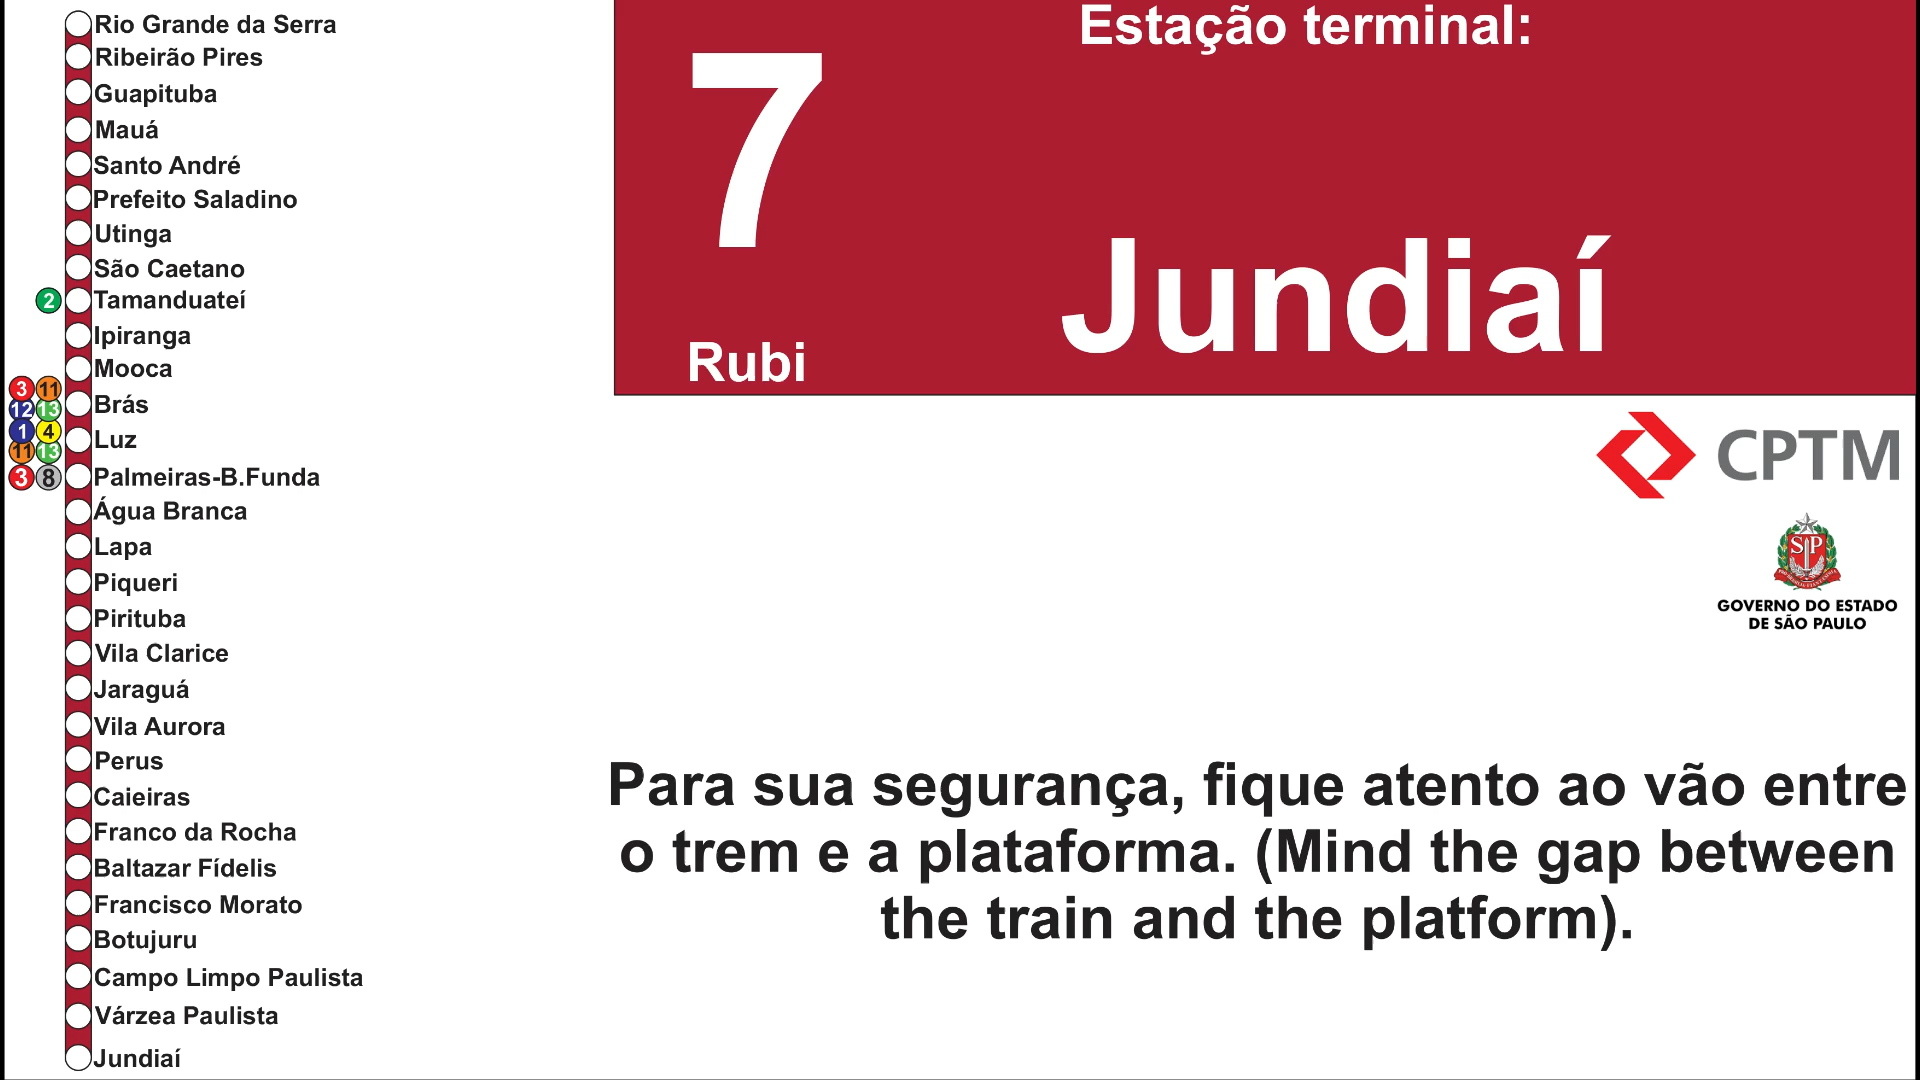 Rio Grande da Serra
Ribeirão Pires
Guapituba
Mauá
Santo André
Prefeito Saladino
Utinga
São Caetano
2 Tamanduateí
Ipiranga
Mooca
3 11
Brás
12 13
1 4
Luz
11 13
3 8 Palmeiras-B.Funda
Água Branca
Lapa
Piqueri
Pirituba
Vila Clarice
Jaraguá
Vila Aurora
Perus
Caieiras
Franco da Rocha
Baltazar Fídelis
Francisco Morato
Botujuru
Campo Limpo Paulista
Várzea Paulista
Jundiaí
7
Rubi
Estação terminal:
Jundiaí
CPTM
SP
GOVERNO DO ESTADO
DE SÃO PAULO
Para sua segurança, fique atento ao vão entre
o trem e a plataforma. (Mind the gap between
the train and the platform).